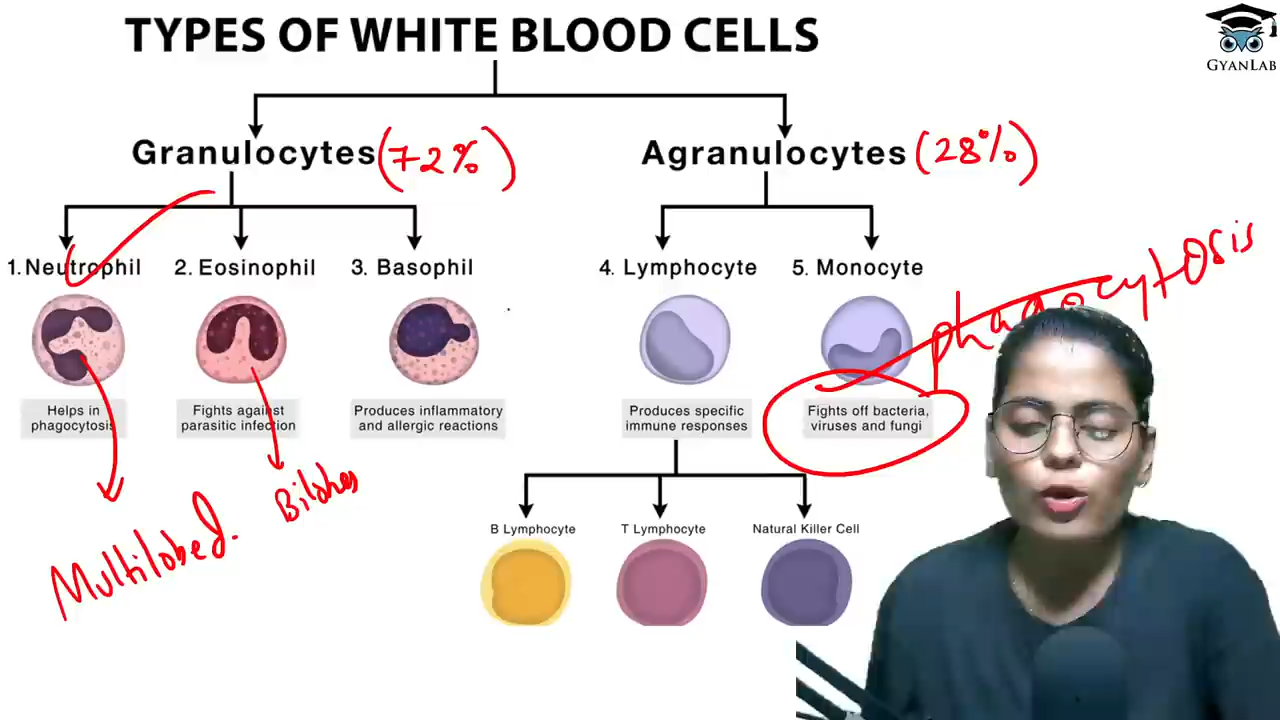 TYPES OF WHITE BLOOD CELLS
GYANLAB
Granulocytes (72%)
Agranulocytes (28%)
1. Neutrophil
2. Eosinophil
3. Basophil
4. Lymphocyte
5. Monocyte
phagocytosis
Helps in
phagocytosis
Fights against
parasitic infection
Produces inflammatory
and allergic reactions
Produces specific
immune responses
Fights off bacteria,
viruses and fungi
Multilobed.
B Lymphocyte
T Lymphocyte
Natural Killer Cell